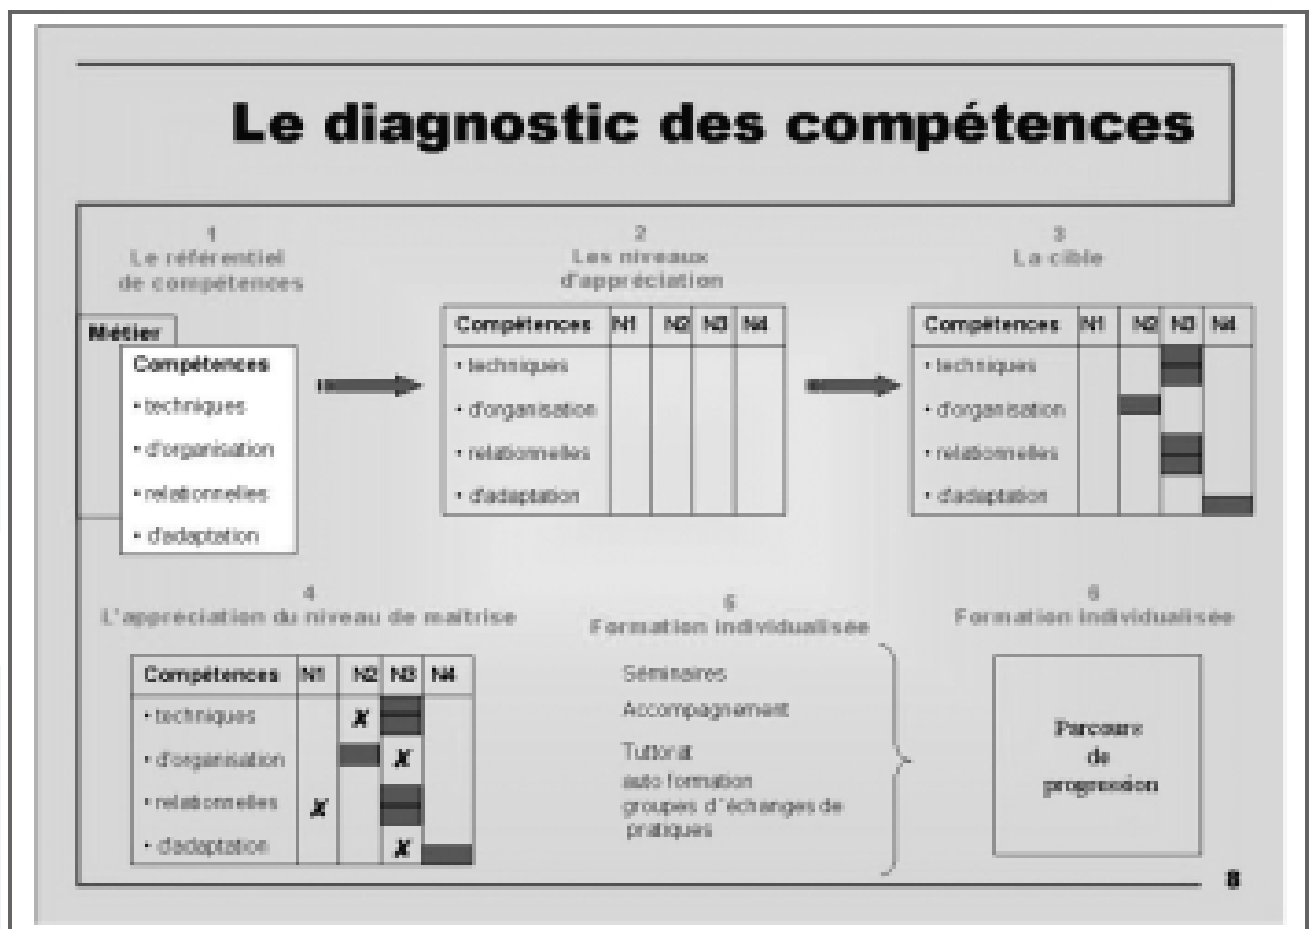 Le diagnostic des compétences
1
Le référentiel
de compétences
Métier
Compétences
• techniques
• d'organisation
• relationnelles
• d'adaptation
2
Les niveaux
d'appréciation
Compétences N1 N2 N3 N4
• techniques
• d'organisation
• relationnelles
• d'adaptation
3
La cible
Compétences N1 N2 N3 N4
• techniques
• d'organisation
• relationnelles
• d'adaptation
4
L'appréciation du niveau de maîtrise
Compétences N1 N2 N3 N4
• techniques X
• d'organisation X
• relationnelles X
• d'adaptation X
5
Formation individualisée
Séminaires
Accompagnement
Tuttorat
auto formation
groupes d'échanges de
pratiques
6
Formation individualisée
Parcours
de
progression
8